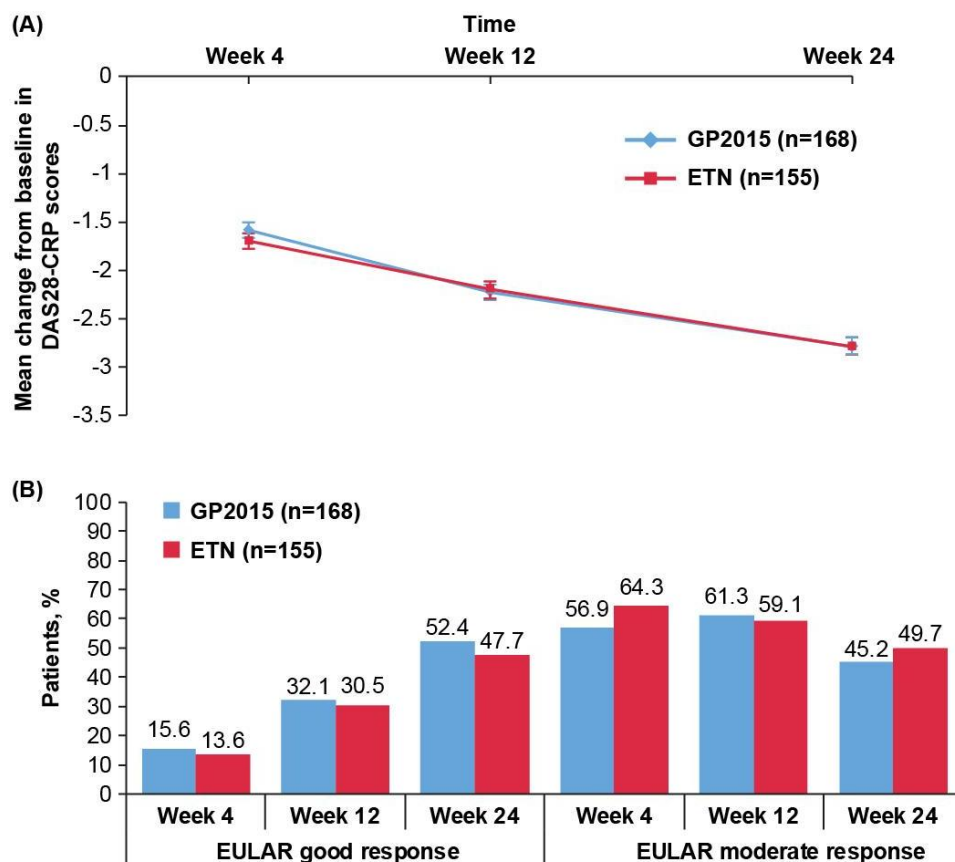 (A)
Time
Week 4 Week 12 Week 24
0
-0.5
-1
-1.5
-2
-2.5
-3
-3.5
Mean change from baseline in
DAS28-CRP scores
GP2015 (n=168)
ETN (n=155)
(B)
100
90
80
70
60
50
40
30
20
10
0
Patients, %
GP2015 (n=168)
ETN (n=155)
15.6 13.6 32.1 30.5 52.4 47.7 56.9 64.3 61.3 59.1 45.2 49.7
Week 4 Week 12 Week 24 Week 4 Week 12 Week 24
EULAR good response EULAR moderate response